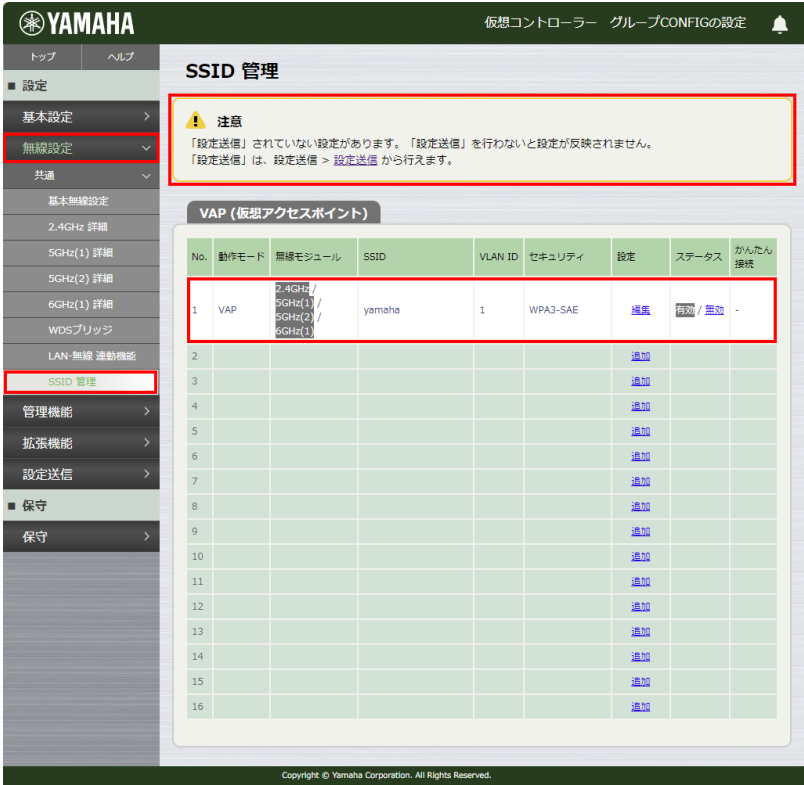 YAMAHA
仮想コントローラー グループCONFIGの設定
トップ ヘルプ
■ 設定
基本設定
無線設定
共通
基本無線設定
2.4GHz 詳細
5GHz(1) 詳細
5GHz(2) 詳細
6GHz(1) 詳細
WDSブリッジ
LAN-無線 連動機能
SSID 管理
管理機能
拡張機能
設定送信
■ 保守
保守
SSID 管理
注意
「設定送信」されていない設定があります。「設定送信」を行わないと設定が反映されません。
「設定送信」は、設定送信 > 設定送信 から行えます。
VAP (仮想アクセスポイント)
No. 動作モード 無線モジュール SSID VLAN ID セキュリティ 設定 ステータス かんたん接続
1 VAP 2.4GHz / 5GHz(1) / 5GHz(2) / 6GHz(1) yamaha 1 WPA3-SAE 編集 有効 / 無効 -
2 追加
3 追加
4 追加
5 追加
6 追加
7 追加
8 追加
9 追加
10 追加
11 追加
12 追加
13 追加
14 追加
15 追加
16 追加
Copyright © Yamaha Corporation. All Rights Reserved.